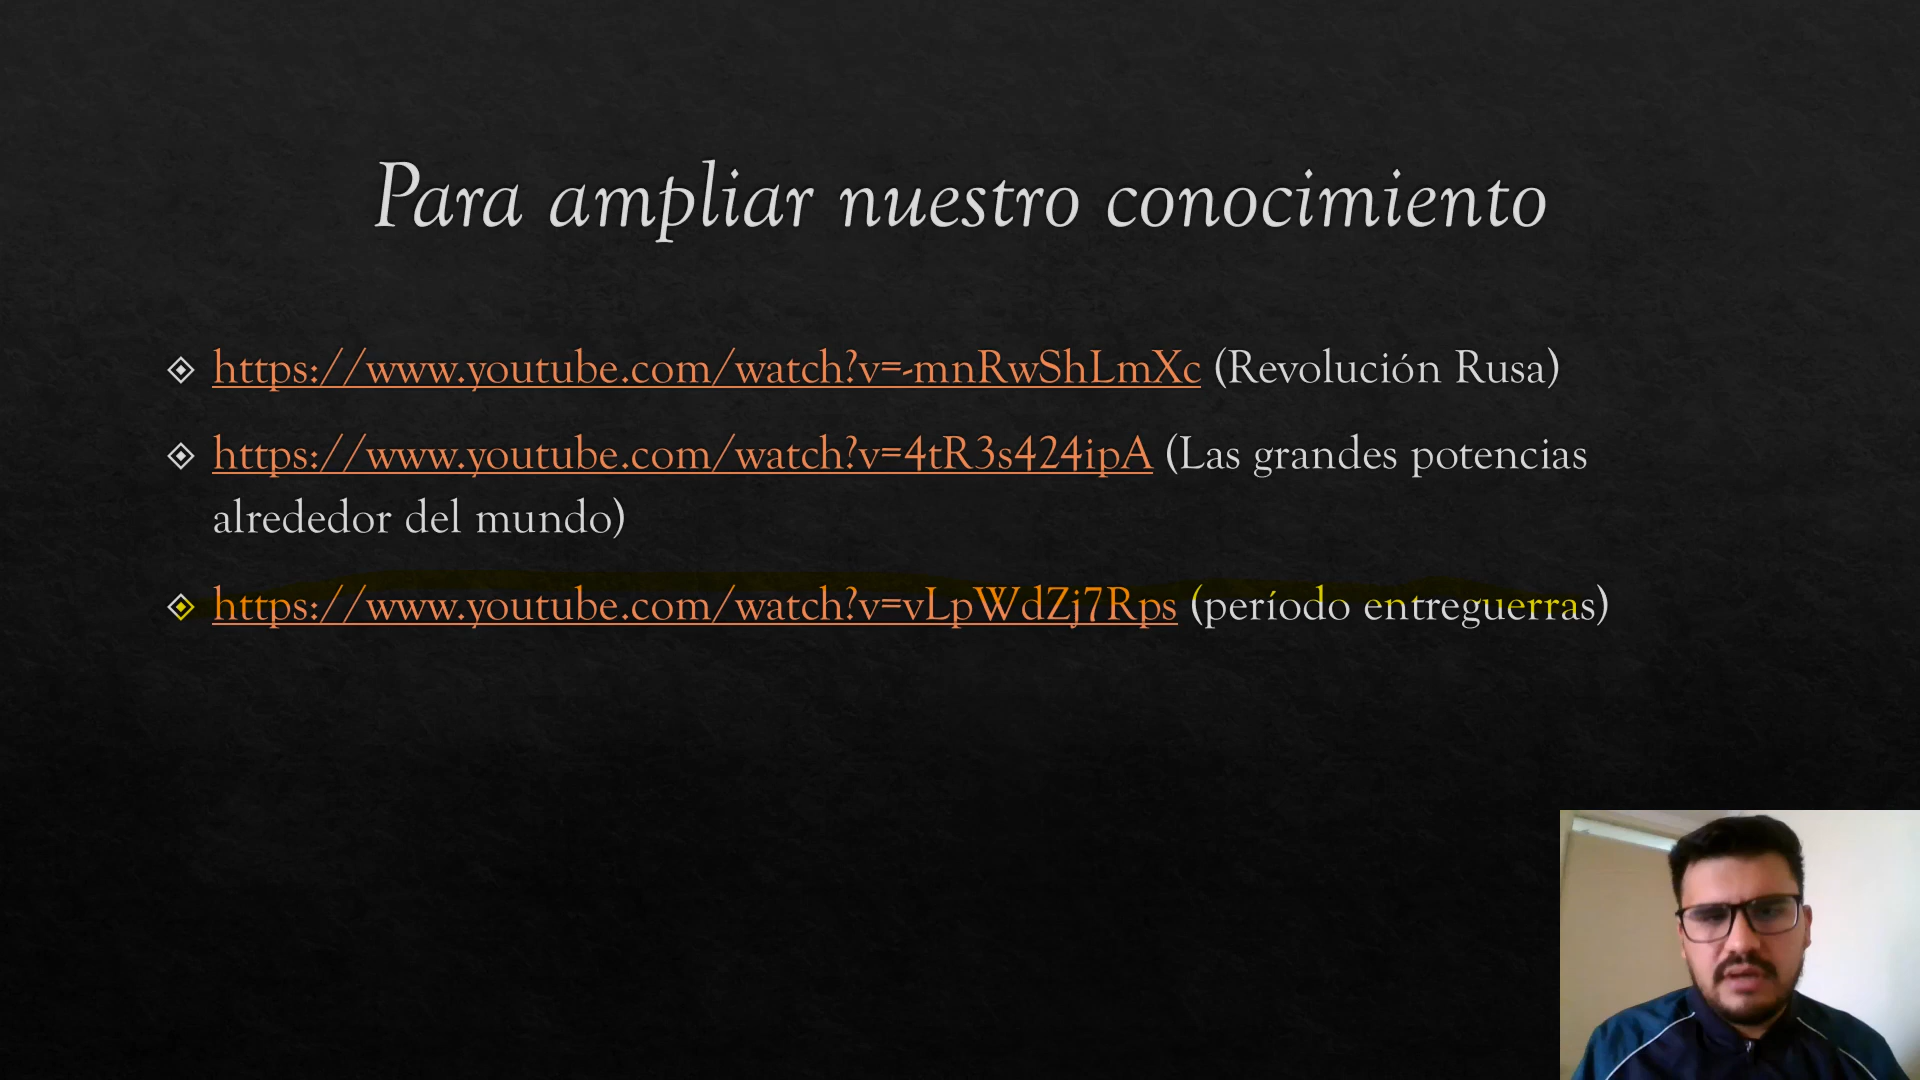 Para ampliar nuestro conocimiento
https://www.youtube.com/watch?v=-mnRwShLmXc (Revolución Rusa)
https://www.youtube.com/watch?v=4tR3s424ipA (Las grandes potencias
alrededor del mundo)
https://www.youtube.com/watch?v=vLpWdZj7Rps (período entreguerras)